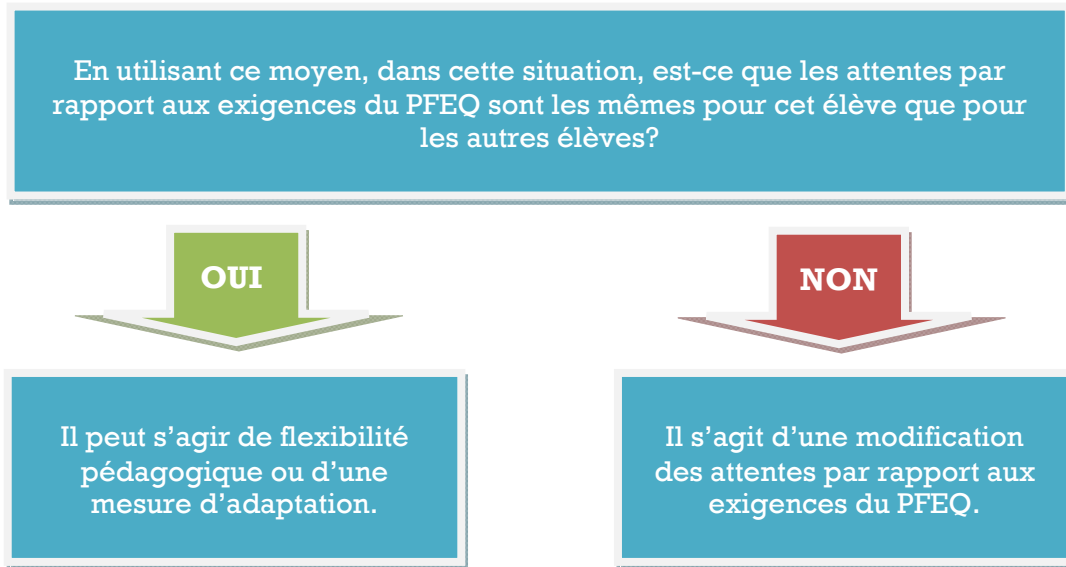 En utilisant ce moyen, dans cette situation, est-ce que les attentes par
rapport aux exigences du PFEQ sont les mêmes pour cet élève que pour
les autres élèves?
OUI
NON
Il peut s’agir de flexibilité
pédagogique ou d’une
mesure d’adaptation.
Il s’agit d’une modification
des attentes par rapport aux
exigences du PFEQ.